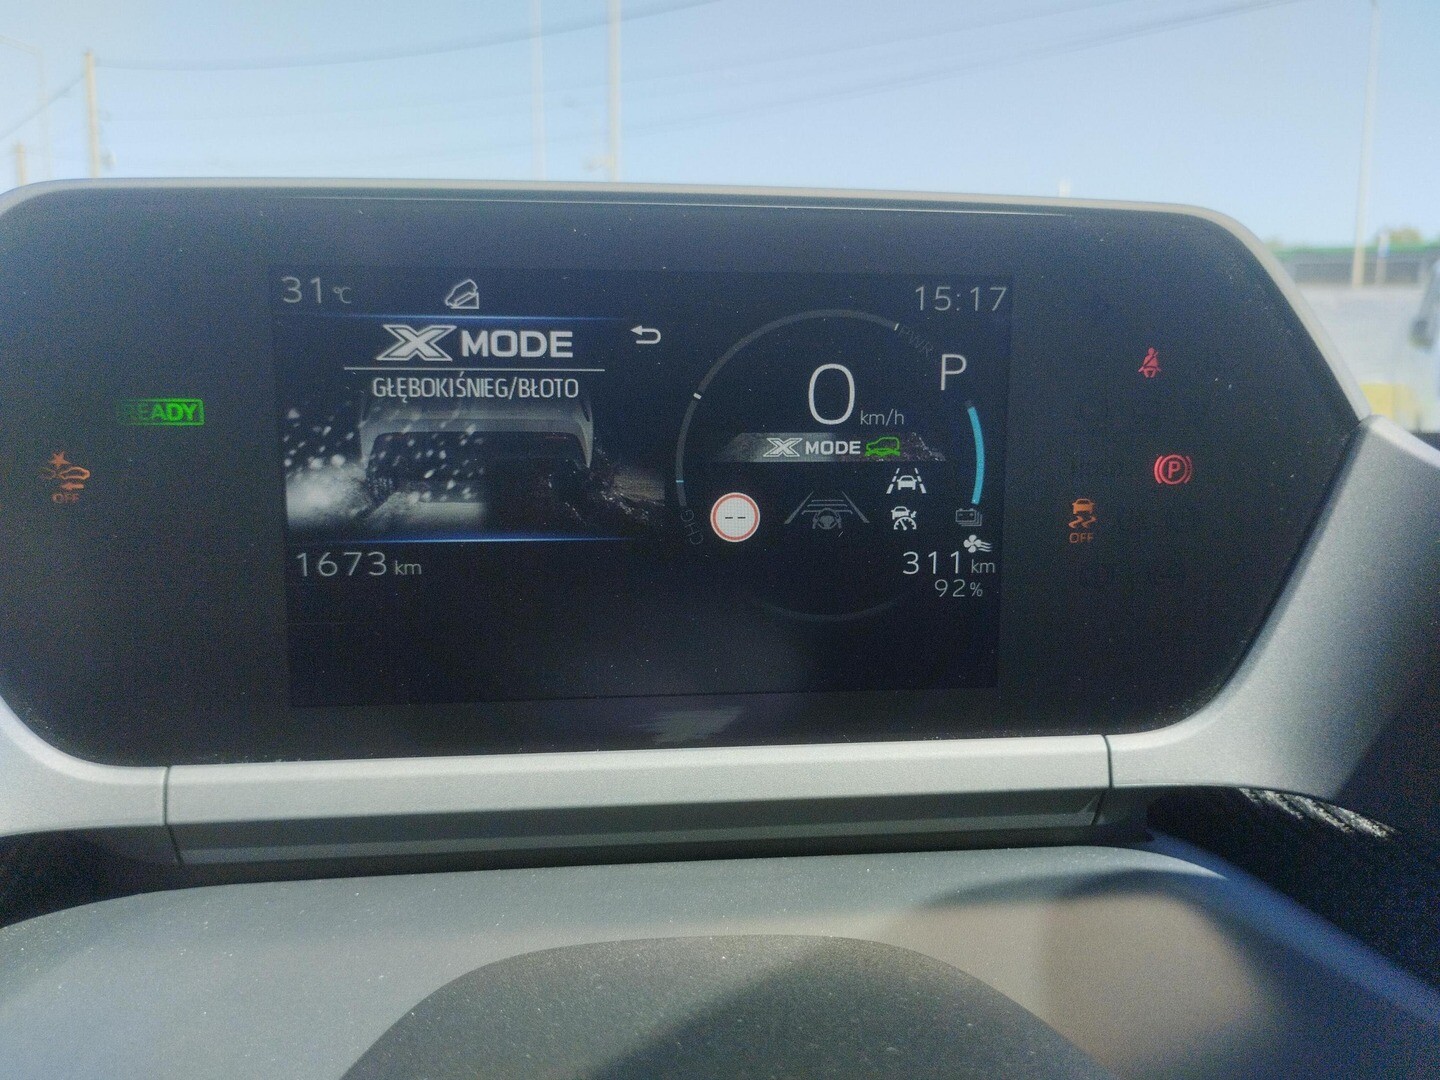 31 °C
15:17
X MODE
GŁĘBOKI ŚNIEG/BŁOTO
PWR
0 km/h
P
READY
X MODE
OFF
P
--
CHG
OFF
1673 km
311 km
92%